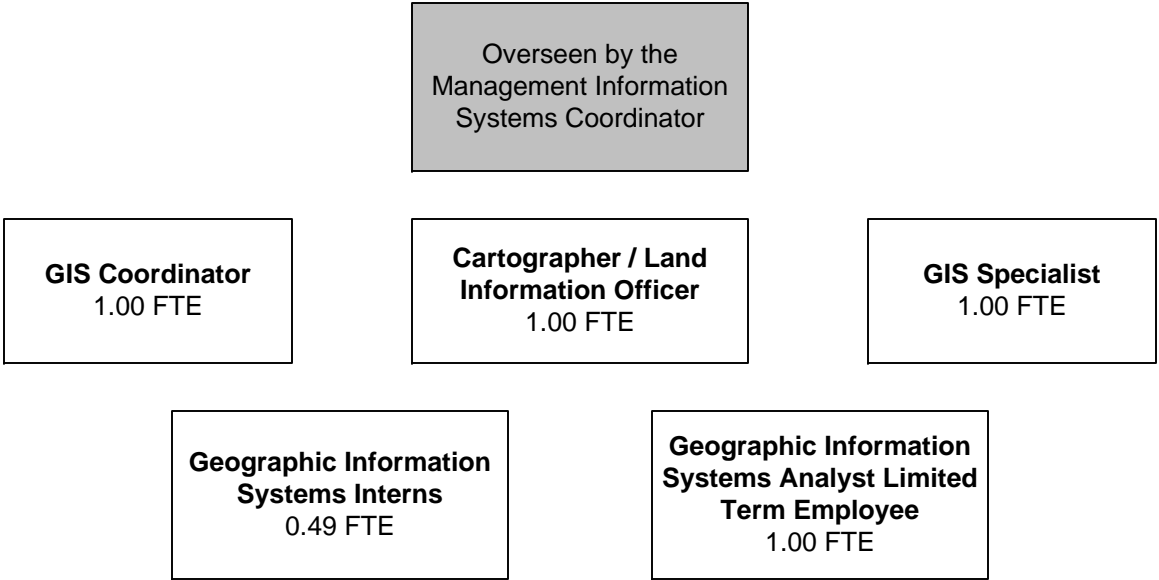 Overseen by the
Management Information
Systems Coordinator
GIS Coordinator
1.00 FTE
Cartographer / Land
Information Officer
1.00 FTE
GIS Specialist
1.00 FTE
Geographic Information
Systems Interns
0.49 FTE
Geographic Information
Systems Analyst Limited
Term Employee
1.00 FTE